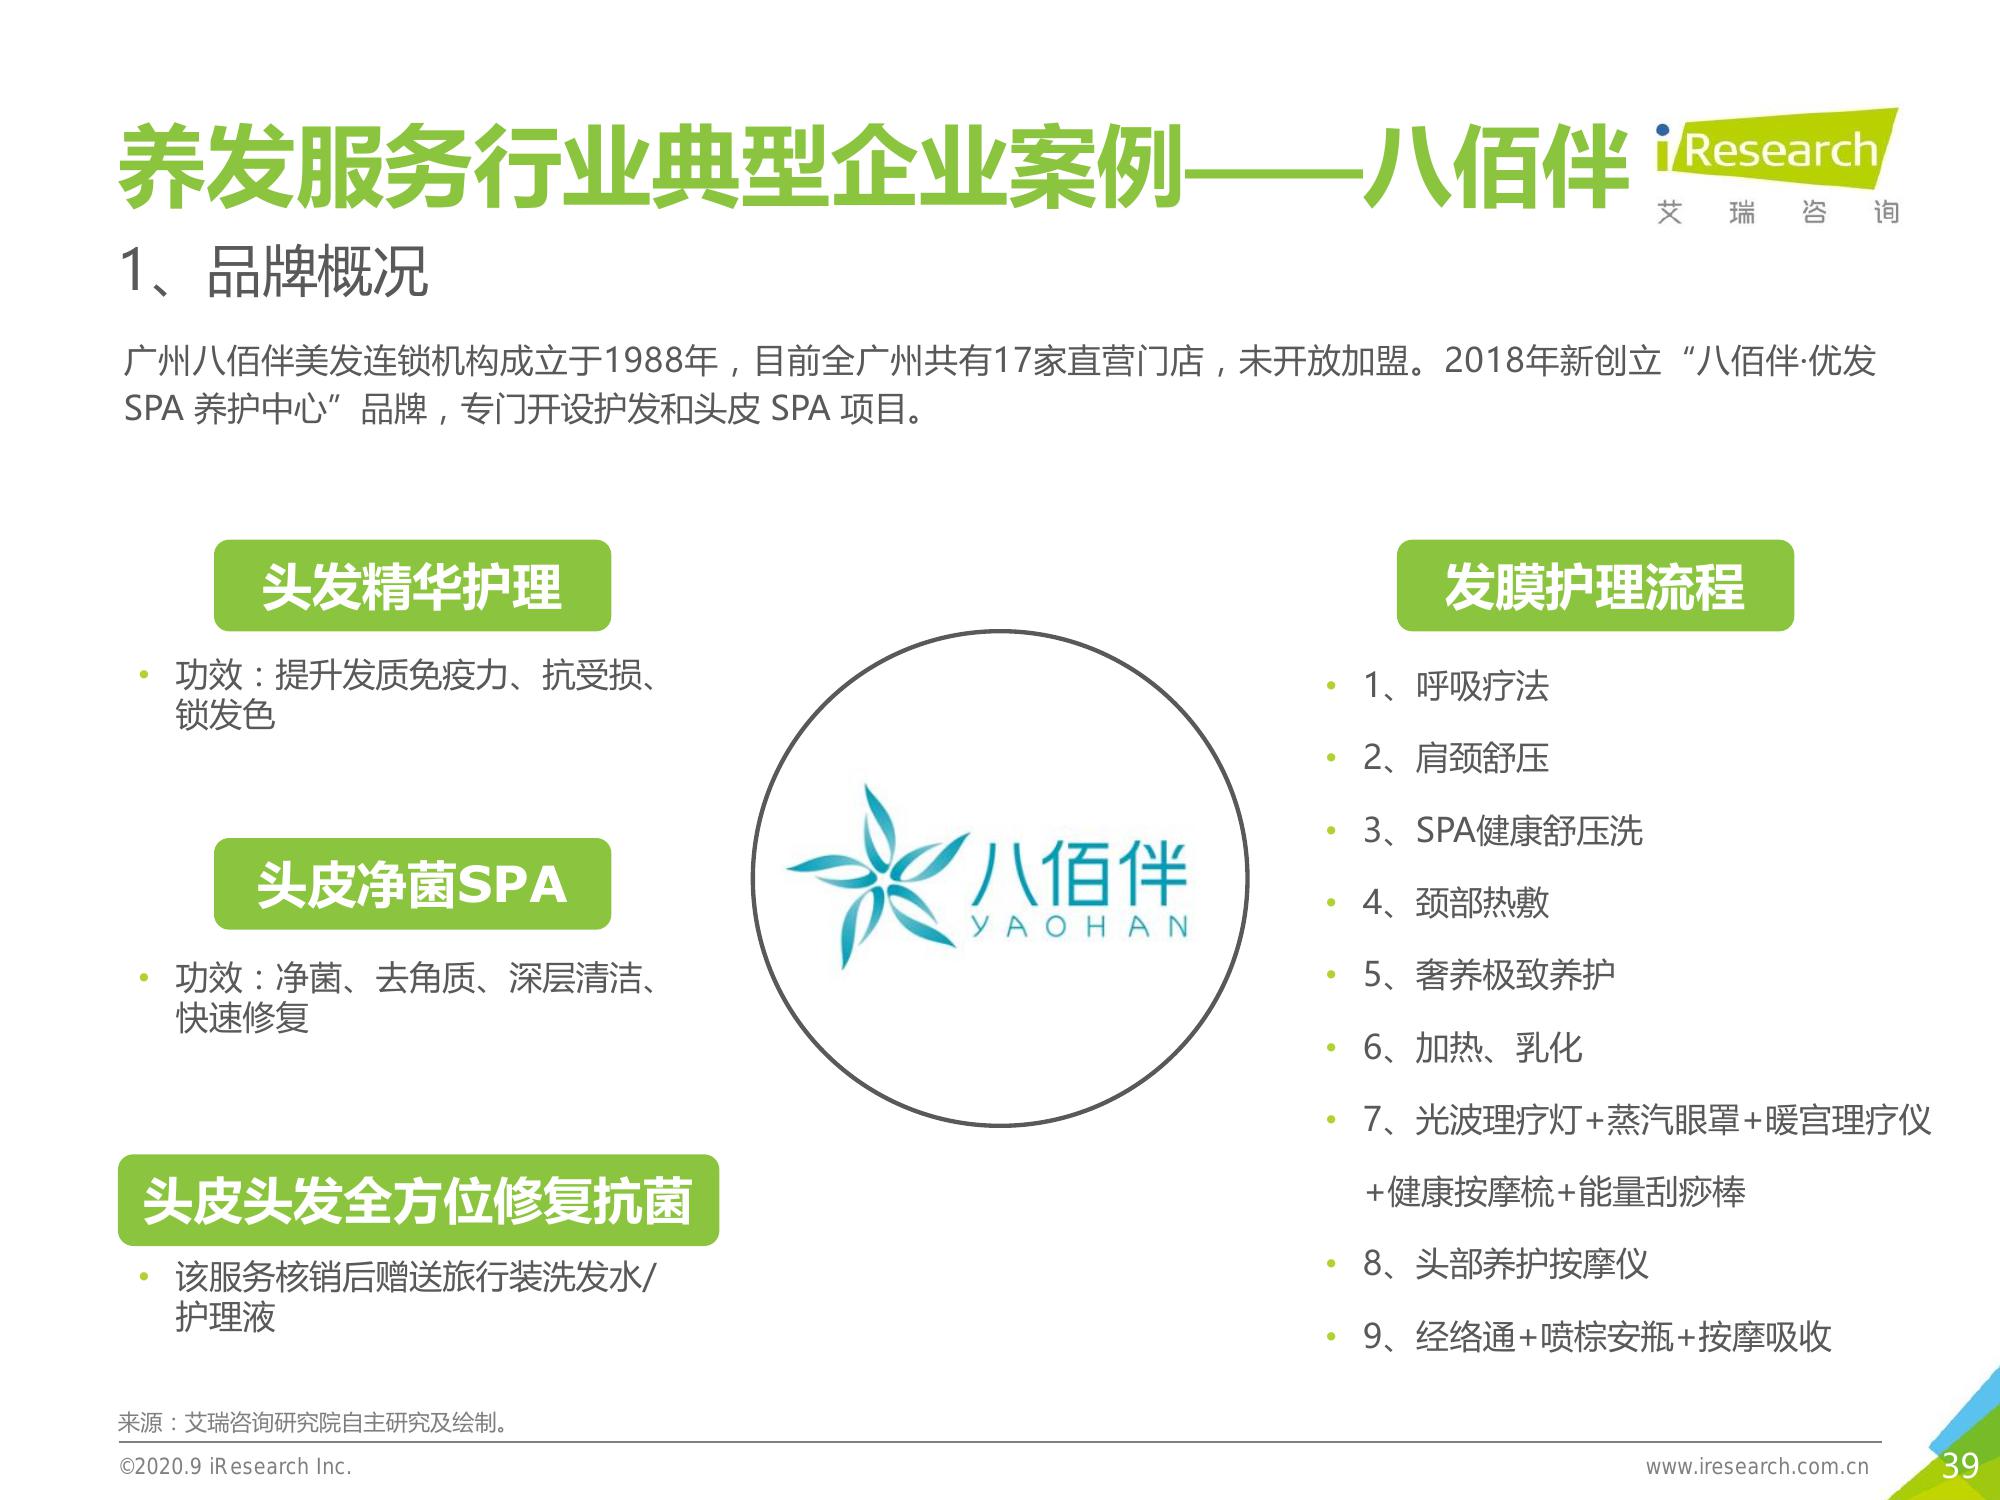 养发服务行业典型企业案例——八佰伴
iResearch
艾瑞咨询
1、品牌概况
广州八佰伴美发连锁机构成立于1988年，目前全广州共有17家直营门店，未开放加盟。2018年新创立“八佰伴·优发
SPA 养护中心”品牌，专门开设护发和头皮 SPA 项目。
头发精华护理
• 功效：提升发质免疫力、抗受损、
锁发色
头皮净菌SPA
• 功效：净菌、去角质、深层清洁、
快速修复
头皮头发全方位修复抗菌
• 该服务核销后赠送旅行装洗发水/
护理液
八佰伴
YAOHAN
发膜护理流程
• 1、呼吸疗法
• 2、肩颈舒压
• 3、SPA健康舒压洗
• 4、颈部热敷
• 5、奢养极致养护
• 6、加热、乳化
• 7、光波理疗灯+蒸汽眼罩+暖宫理疗仪
+健康按摩梳+能量刮痧棒
• 8、头部养护按摩仪
• 9、经络通+喷棕安瓶+按摩吸收
来源：艾瑞咨询研究院自主研究及绘制。
©2020.9 iResearch Inc.
www.iresearch.com.cn
39